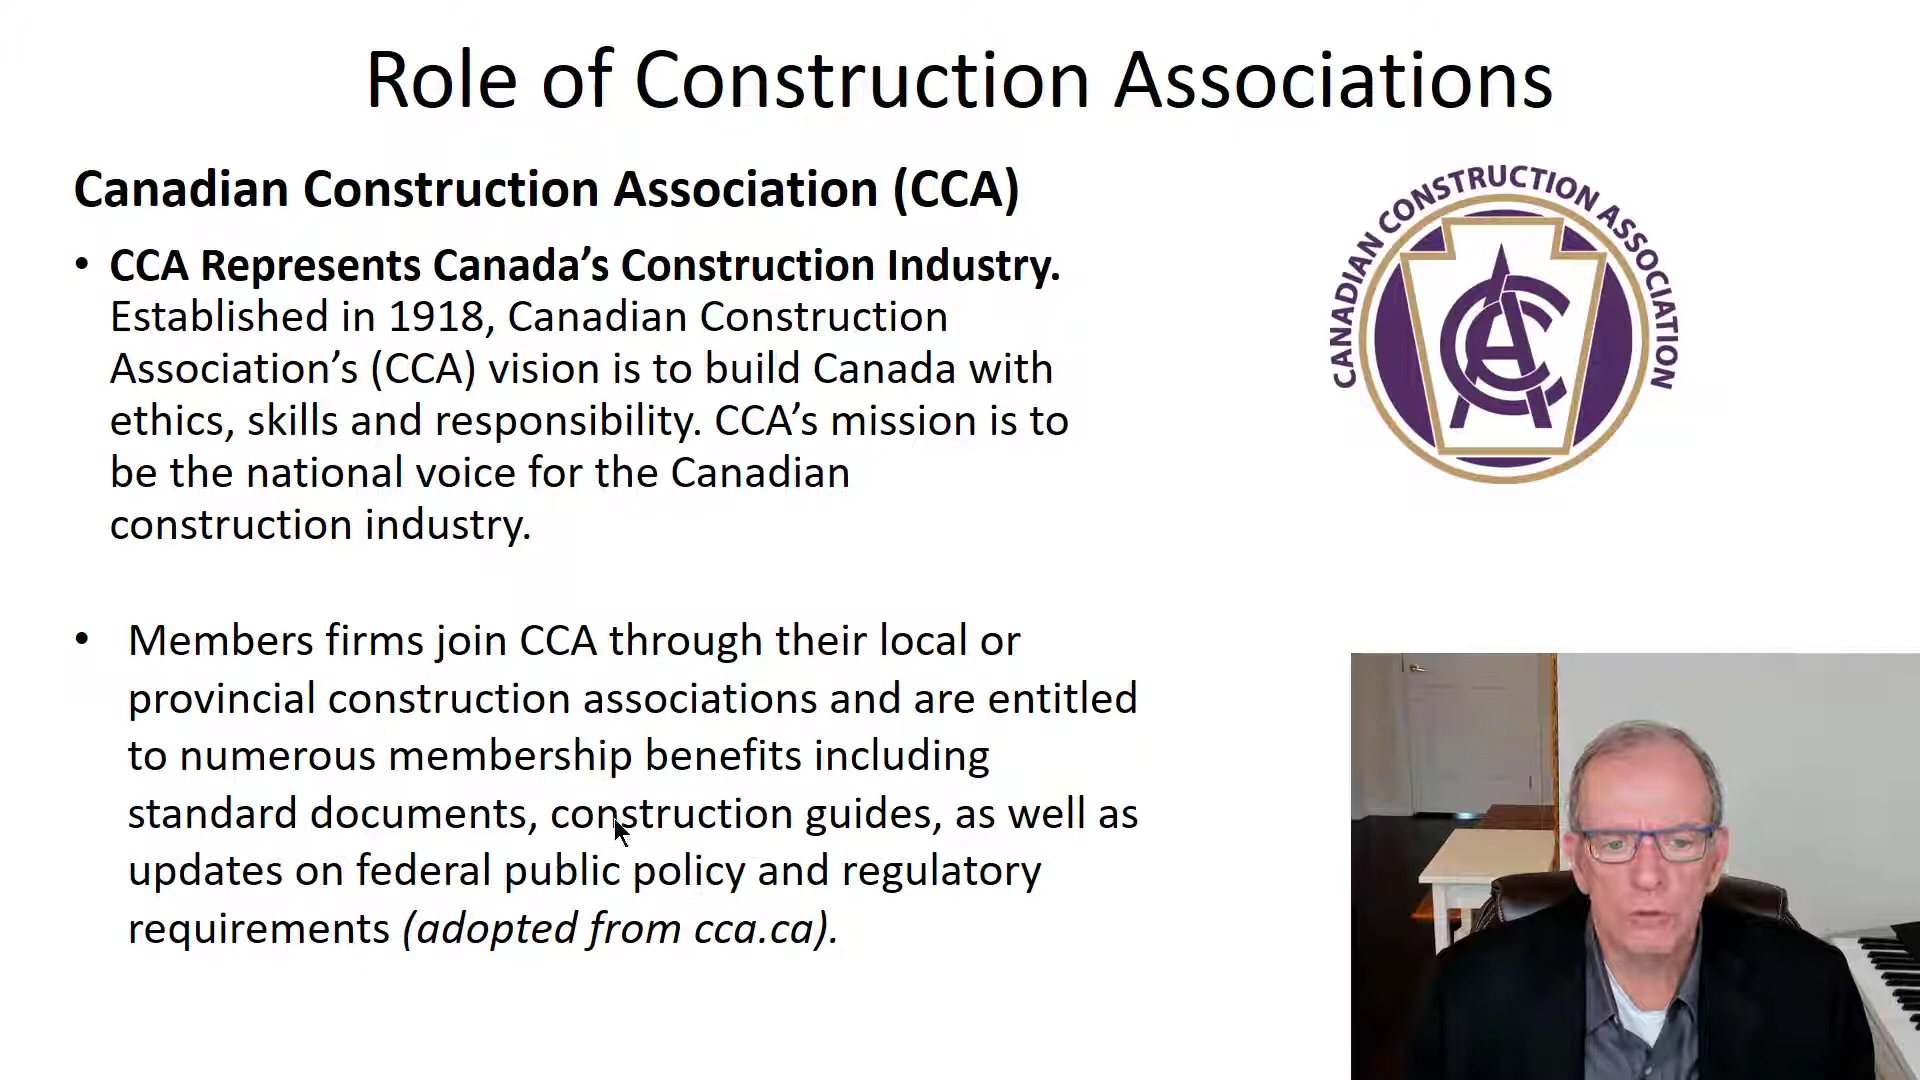 Role of Construction Associations
Canadian Construction Association (CCA)
• CCA Represents Canada’s Construction Industry.
Established in 1918, Canadian Construction
Association’s (CCA) vision is to build Canada with
ethics, skills and responsibility. CCA’s mission is to
be the national voice for the Canadian
construction industry.
• Members firms join CCA through their local or
provincial construction associations and are entitled
to numerous membership benefits including
standard documents, construction guides, as well as
updates on federal public policy and regulatory
requirements (adopted from cca.ca).
CANADIAN CONSTRUCTION ASSOCIATION
CCA